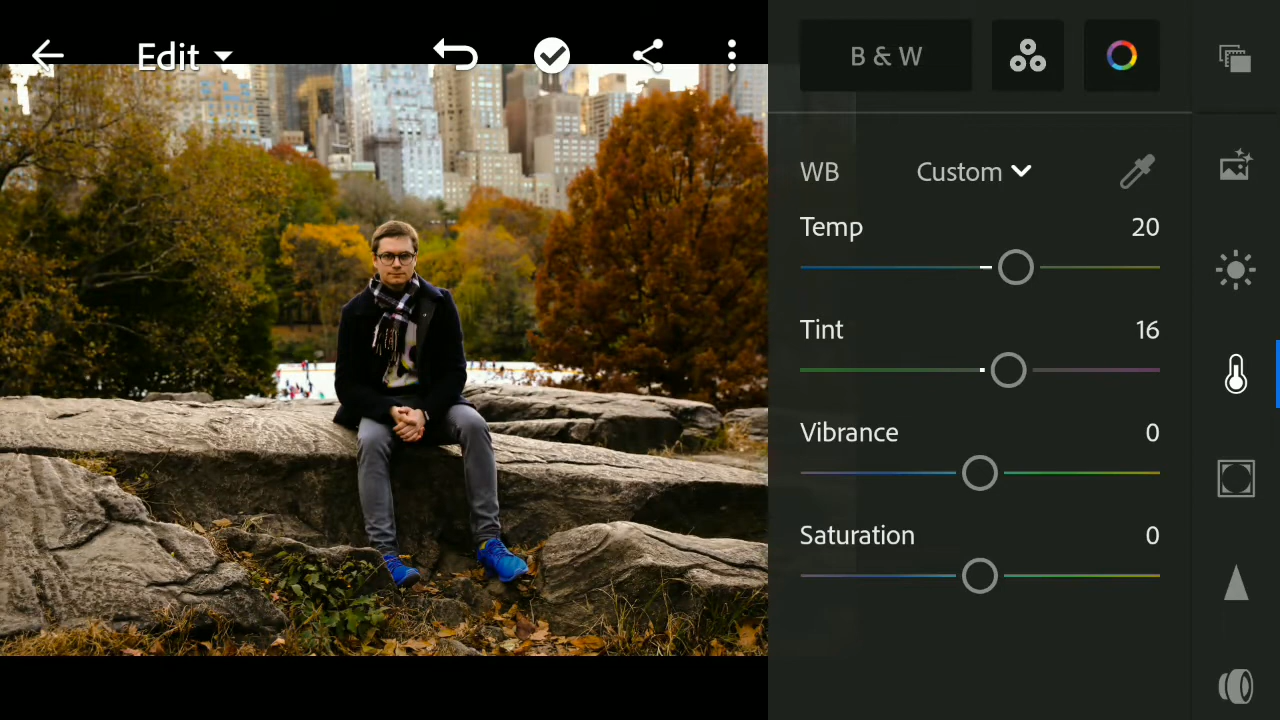 Edit
B & W
WB Custom
Temp 20
Tint 16
Vibrance 0
Saturation 0